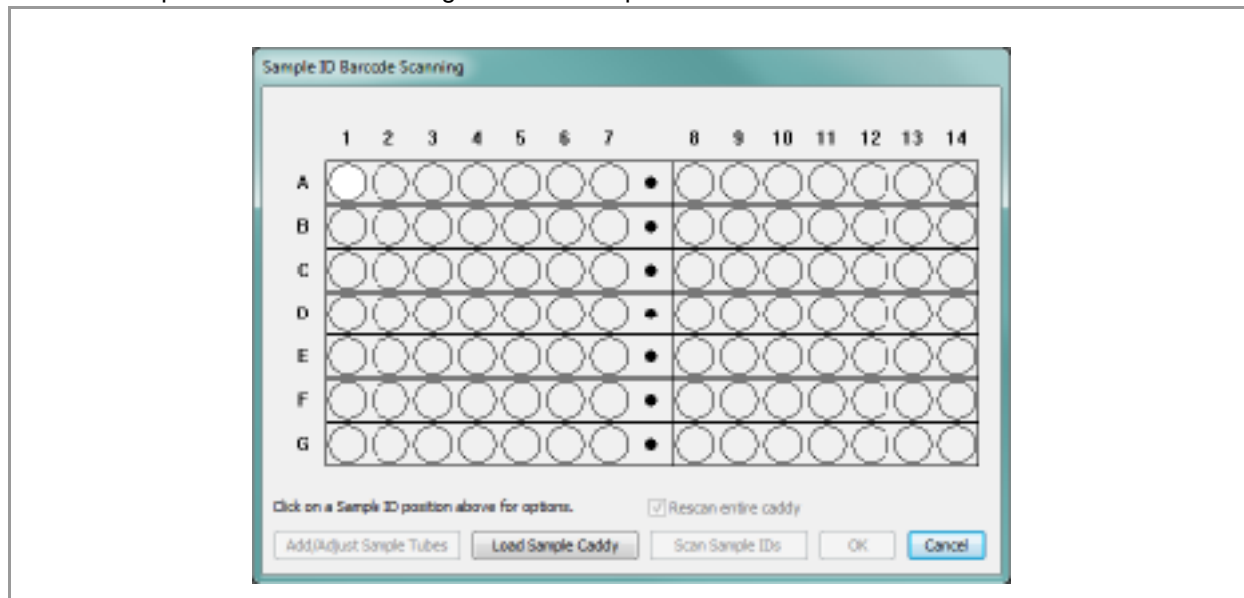 Sample ID Barcode Scanning
1 2 3 4 5 6 7 8 9 10 11 12 13 14
A
B
C
D
E
F
G
Click on a Sample ID position above for options.
Rescan entire caddy
Add/Adjust Sample Tubes
Load Sample Caddy
Scan Sample IDs
OK
Cancel